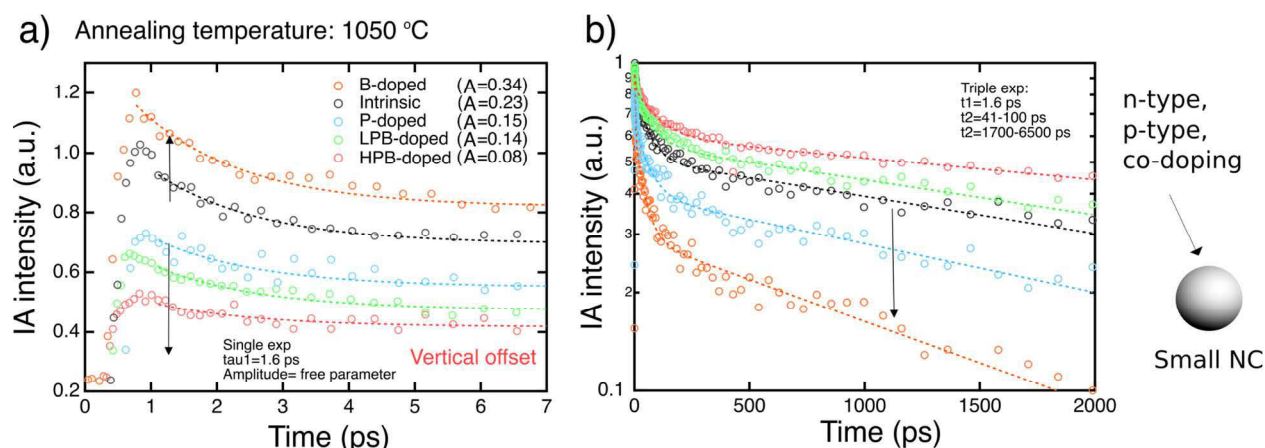 a) Annealing temperature: 1050 °C
IA intensity (a.u.)
1.2
1.0
0.8
0.6
0.4
0.2
B-doped (A=0.34)
Intrinsic (A=0.23)
P-doped (A=0.15)
LPB-doped (A=0.14)
HPB-doped (A=0.08)
Single exp
tau1=1.6 ps
Amplitude= free parameter
Vertical offset
0 1 2 3 4 5 6 7
Time (ps)
b)
IA intensity (a.u.)
1
9
8
7
6
5
4
3
2
0.1
Triple exp:
t1=1.6 ps
t2=41-100 ps
t2=1700-6500 ps
0 500 1000 1500 2000
Time (ps)
n-type,
p-type,
co-doping
Small NC